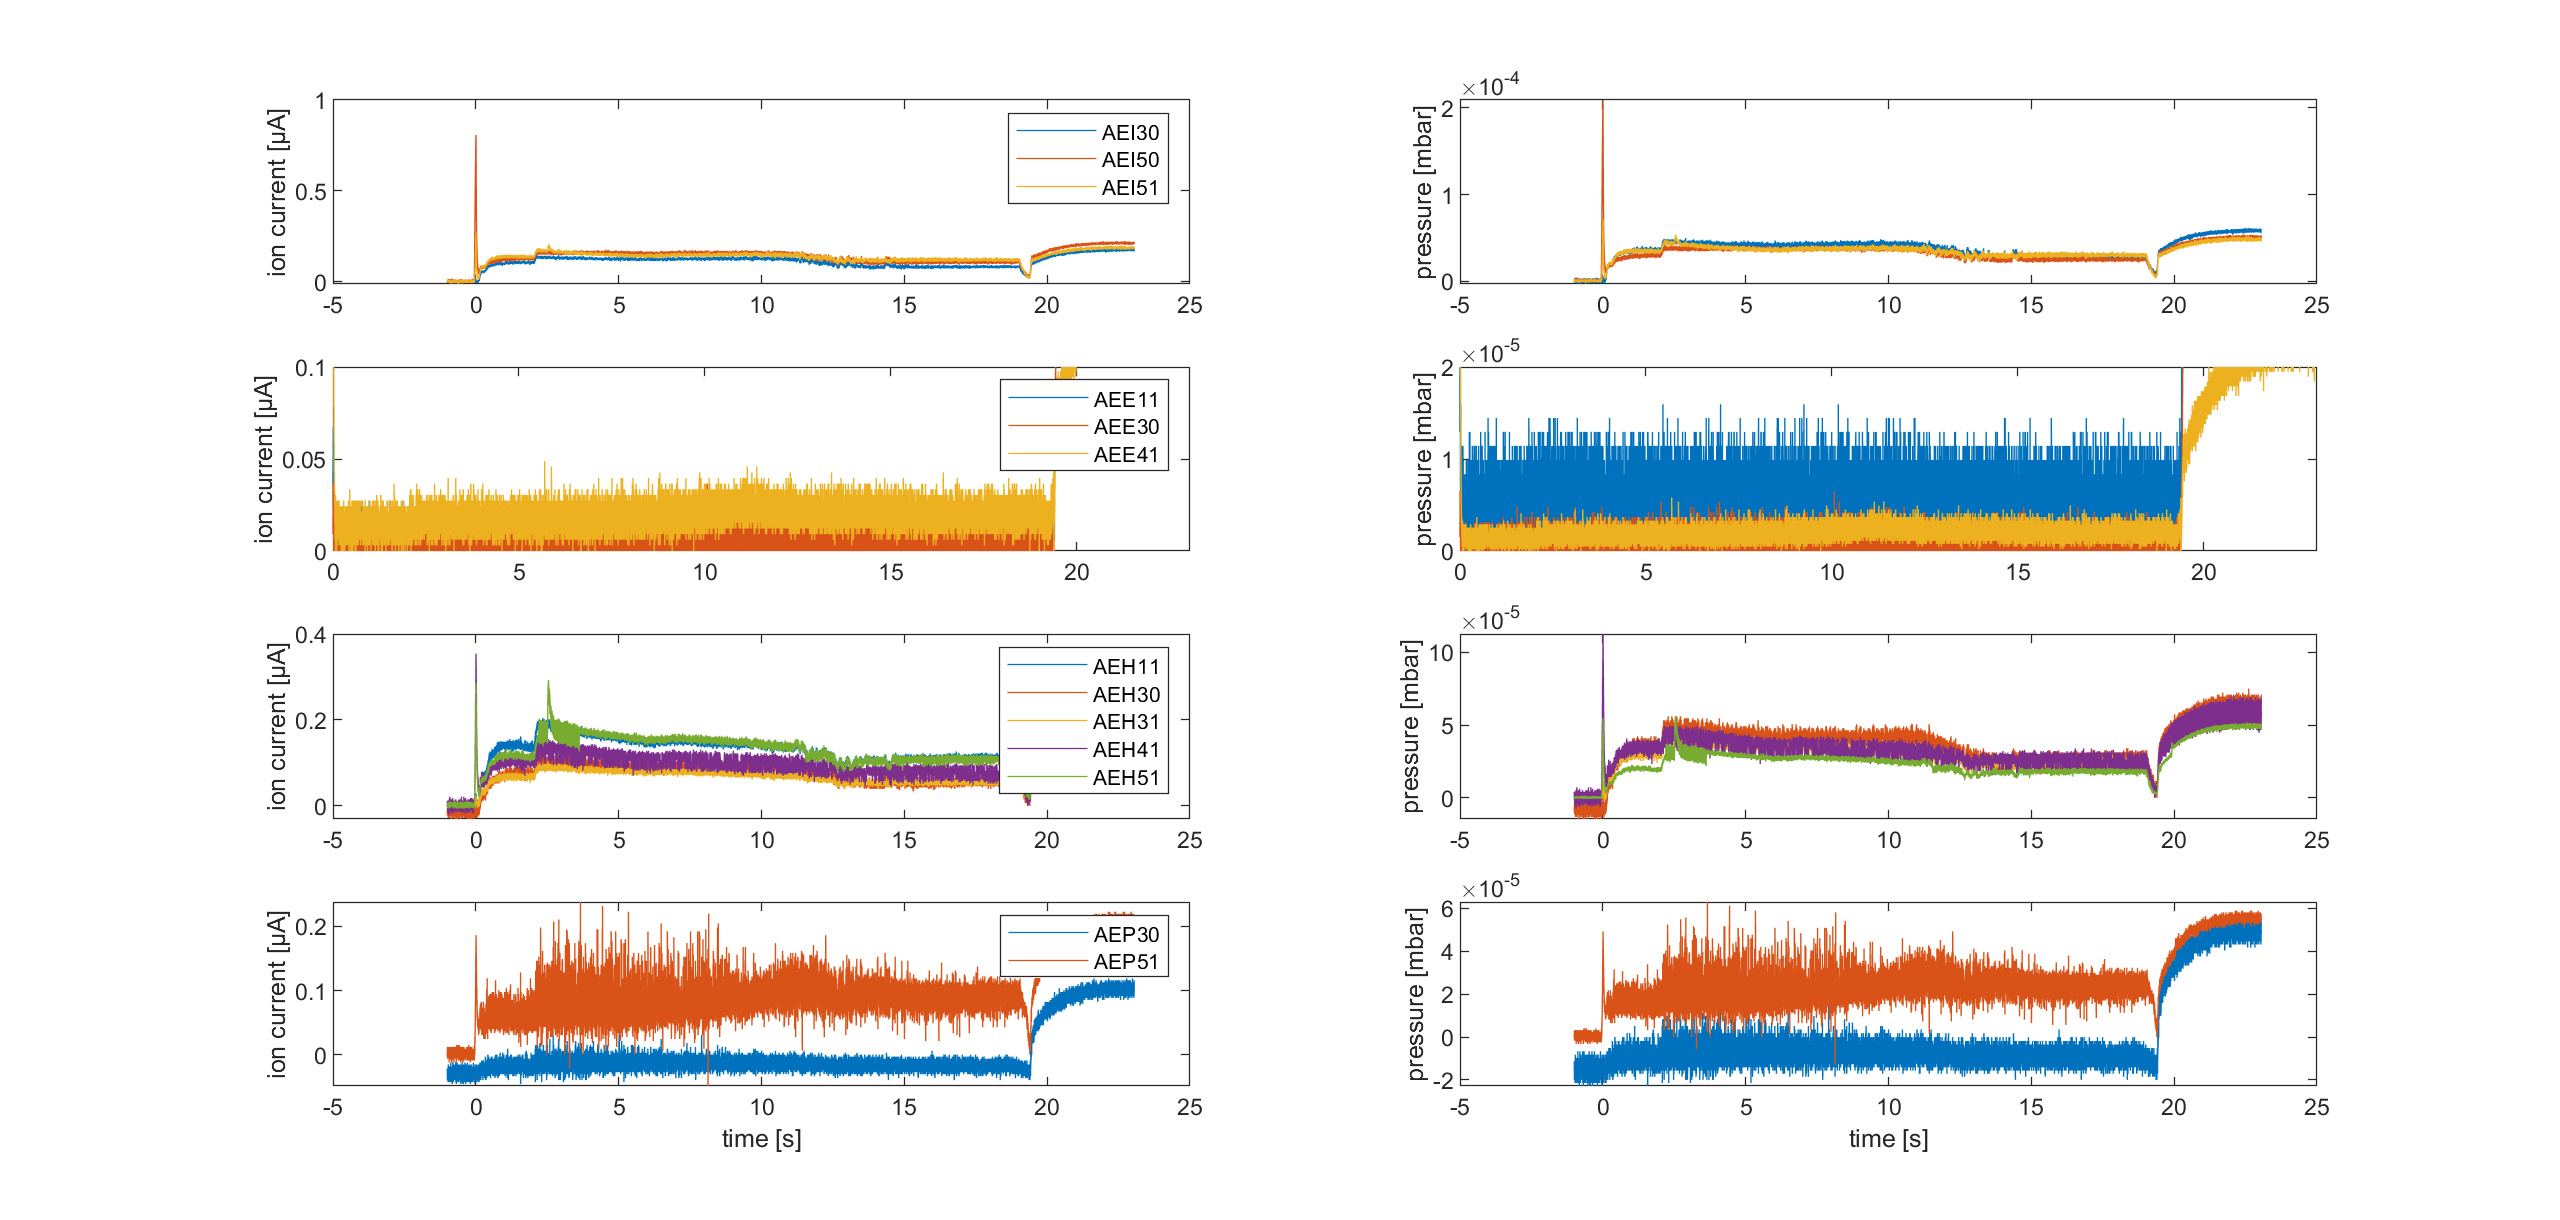 ion current [µA]
1
0.5
0
-5 0 5 10 15 20 25
AEI30
AEI50
AEI51
×10-4
pressure [mbar]
2
1
0
-5 0 5 10 15 20 25
ion current [µA]
0.1
0.05
0
0 5 10 15 20
AEE11
AEE30
AEE41
×10-5
pressure [mbar]
2
1
0
0 5 10 15 20
ion current [µA]
0.4
0.2
0
-5 0 5 10 15 20 25
AEH11
AEH30
AEH31
AEH41
AEH51
×10-5
pressure [mbar]
10
5
0
-5 0 5 10 15 20 25
ion current [µA]
0.2
0.1
0
-5 0 5 10 15 20 25
time [s]
AEP30
AEP51
×10-5
pressure [mbar]
6
4
2
0
-2
-5 0 5 10 15 20 25
time [s]